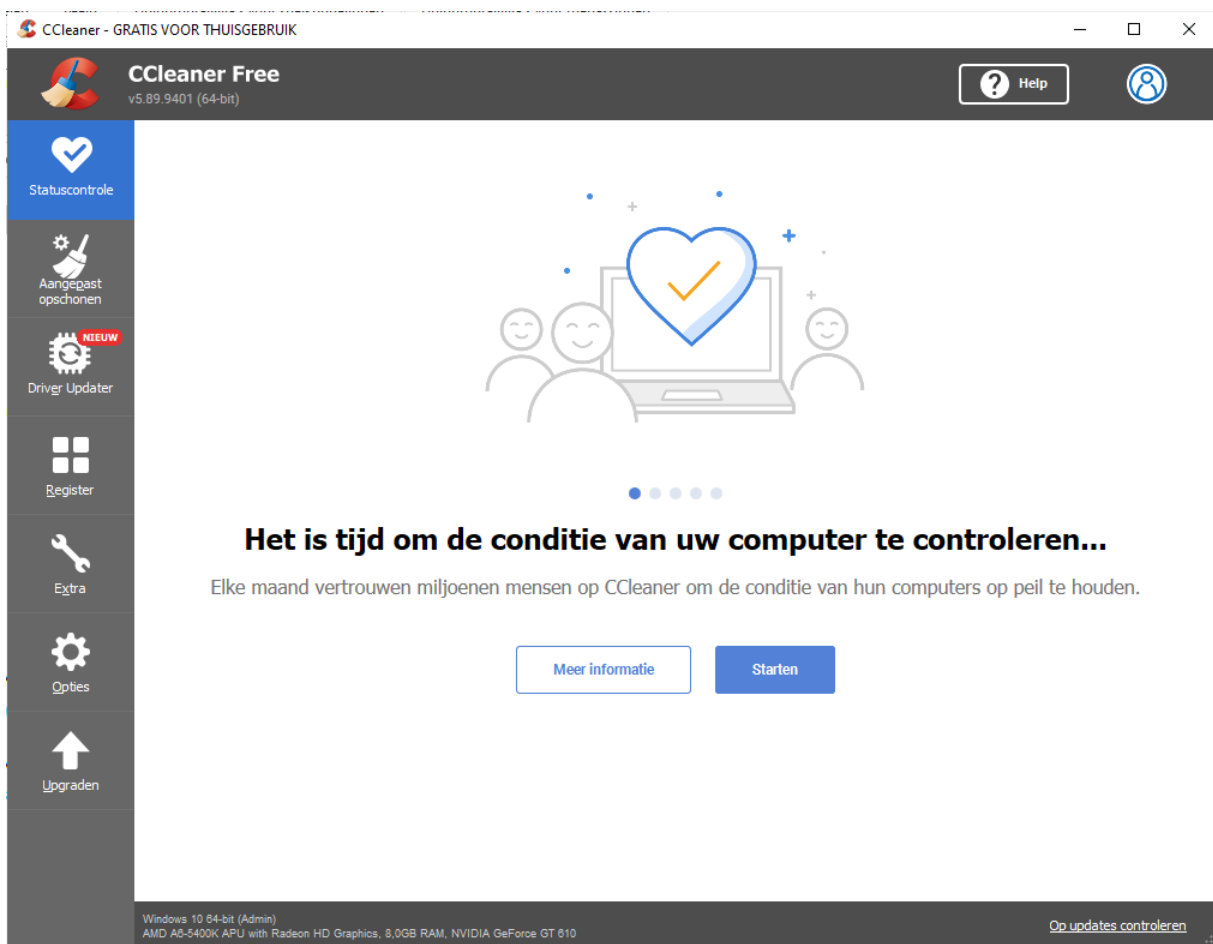 CCleaner - GRATIS VOOR THUISGEBRUIK
CCleaner Free
v5.89.9401 (64-bit)
Help
Statuscontrole
Aangepast
opschonen
NIEUW
Driver Updater
Register
Extra
Opties
Upgraden
Het is tijd om de conditie van uw computer te controleren...
Elke maand vertrouwen miljoenen mensen op CCleaner om de conditie van hun computers op peil te houden.
Meer informatie
Starten
Windows 10 64-bit (Admin)
AMD A6-5400K APU with Radeon HD Graphics, 8,0GB RAM, NVIDIA GeForce GT 610
Op updates controleren